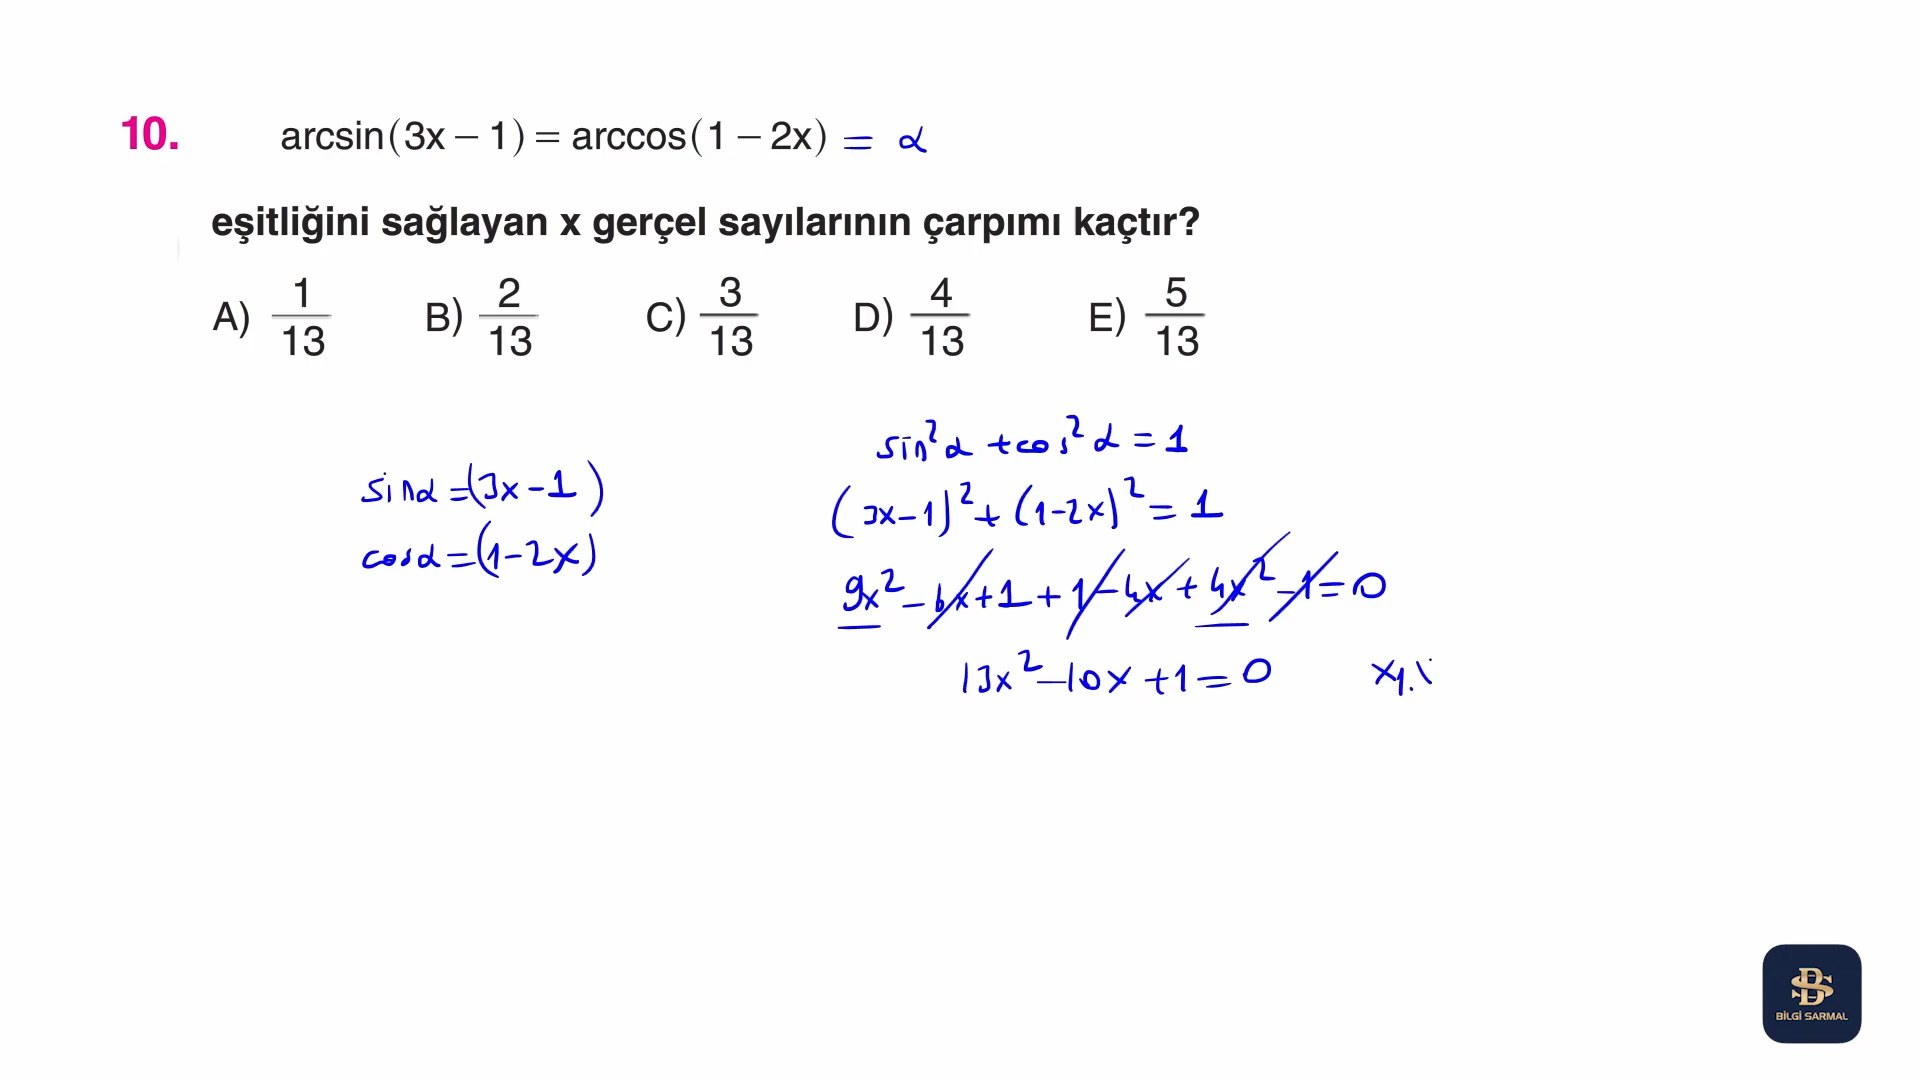 10. arcsin(3x − 1) = arccos(1 − 2x) = α
eşitliğini sağlayan x gerçel sayılarının çarpımı kaçtır?
A) 1/13 B) 2/13 C) 3/13 D) 4/13 E) 5/13
sin²α + cos²α = 1
sinα = (3x − 1)
(3x − 1)² + (1 − 2x)² = 1
cosα = (1 − 2x)
9x² − 6x + 1 + 1 − 4x + 4x² − 1 = 0
13x² − 10x + 1 = 0 x₁.
BİLGİ SARMAL